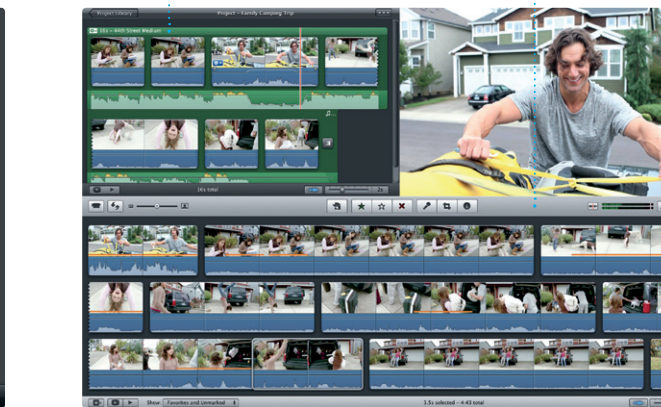 Project Library
Project – Family Camping Trip
16s – 44th Street Medium
16s total
Show: Favorites and Unmarked
3.5s selected – 4:43 total